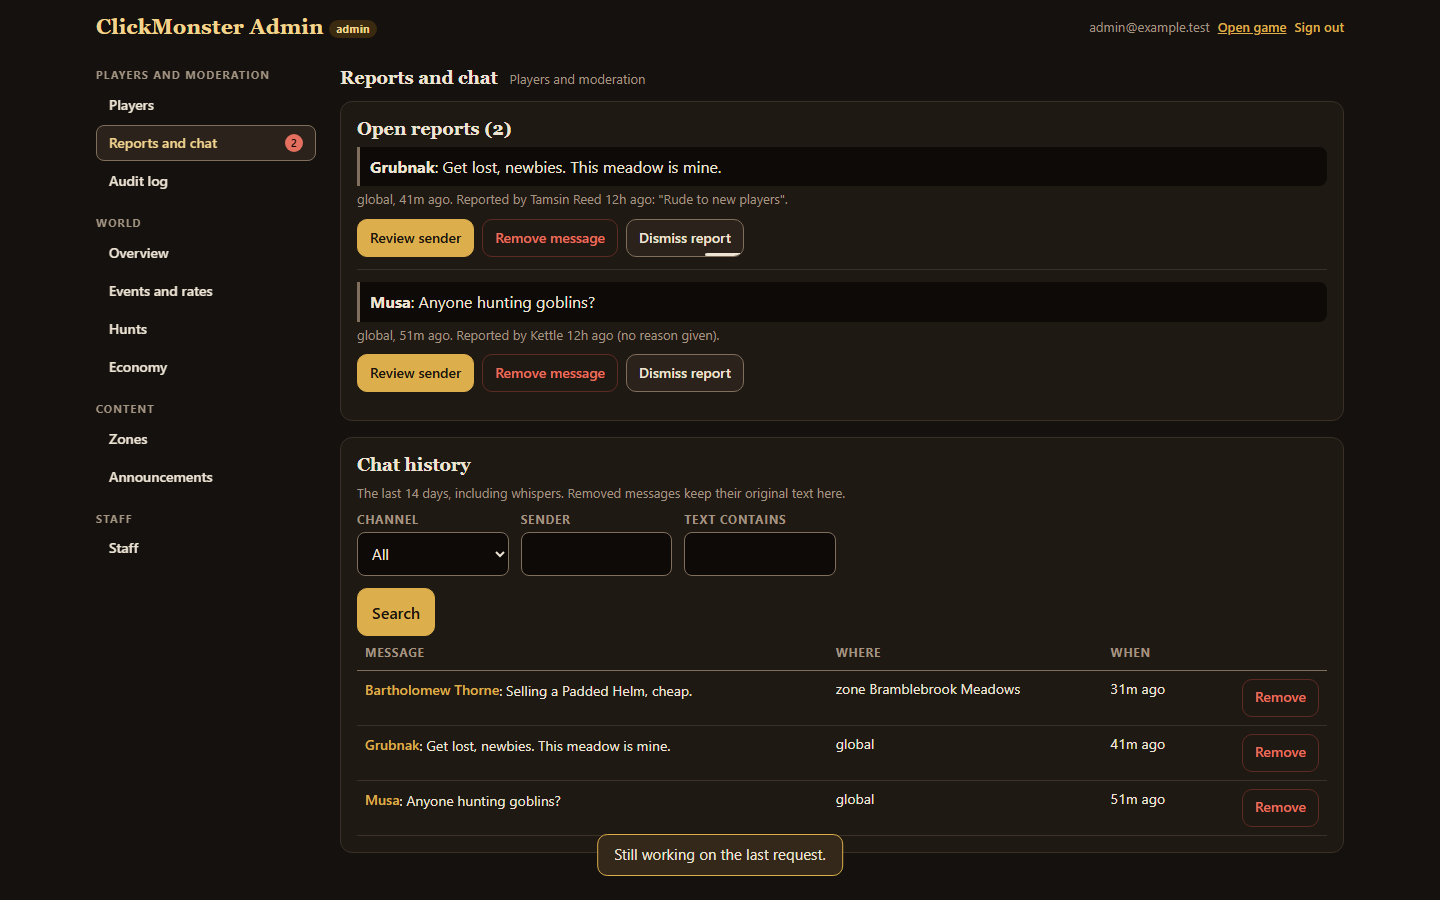 ClickMonster Admin admin
admin@example.test Open game Sign out
PLAYERS AND MODERATION
Players
Reports and chat 2
Audit log
WORLD
Overview
Events and rates
Hunts
Economy
CONTENT
Zones
Announcements
STAFF
Staff
Reports and chat Players and moderation
Open reports (2)
Grubnak: Get lost, newbies. This meadow is mine.
global, 41m ago. Reported by Tamsin Reed 12h ago: "Rude to new players".
Review sender Remove message Dismiss report
Musa: Anyone hunting goblins?
global, 51m ago. Reported by Kettle 12h ago (no reason given).
Review sender Remove message Dismiss report
Chat history
The last 14 days, including whispers. Removed messages keep their original text here.
CHANNEL SENDER TEXT CONTAINS
All
Search
MESSAGE WHERE WHEN
Bartholomew Thorne: Selling a Padded Helm, cheap. zone Bramblebrook Meadows 31m ago Remove
Grubnak: Get lost, newbies. This meadow is mine. global 41m ago Remove
Musa: Anyone hunting goblins? global 51m ago Remove
Still working on the last request.